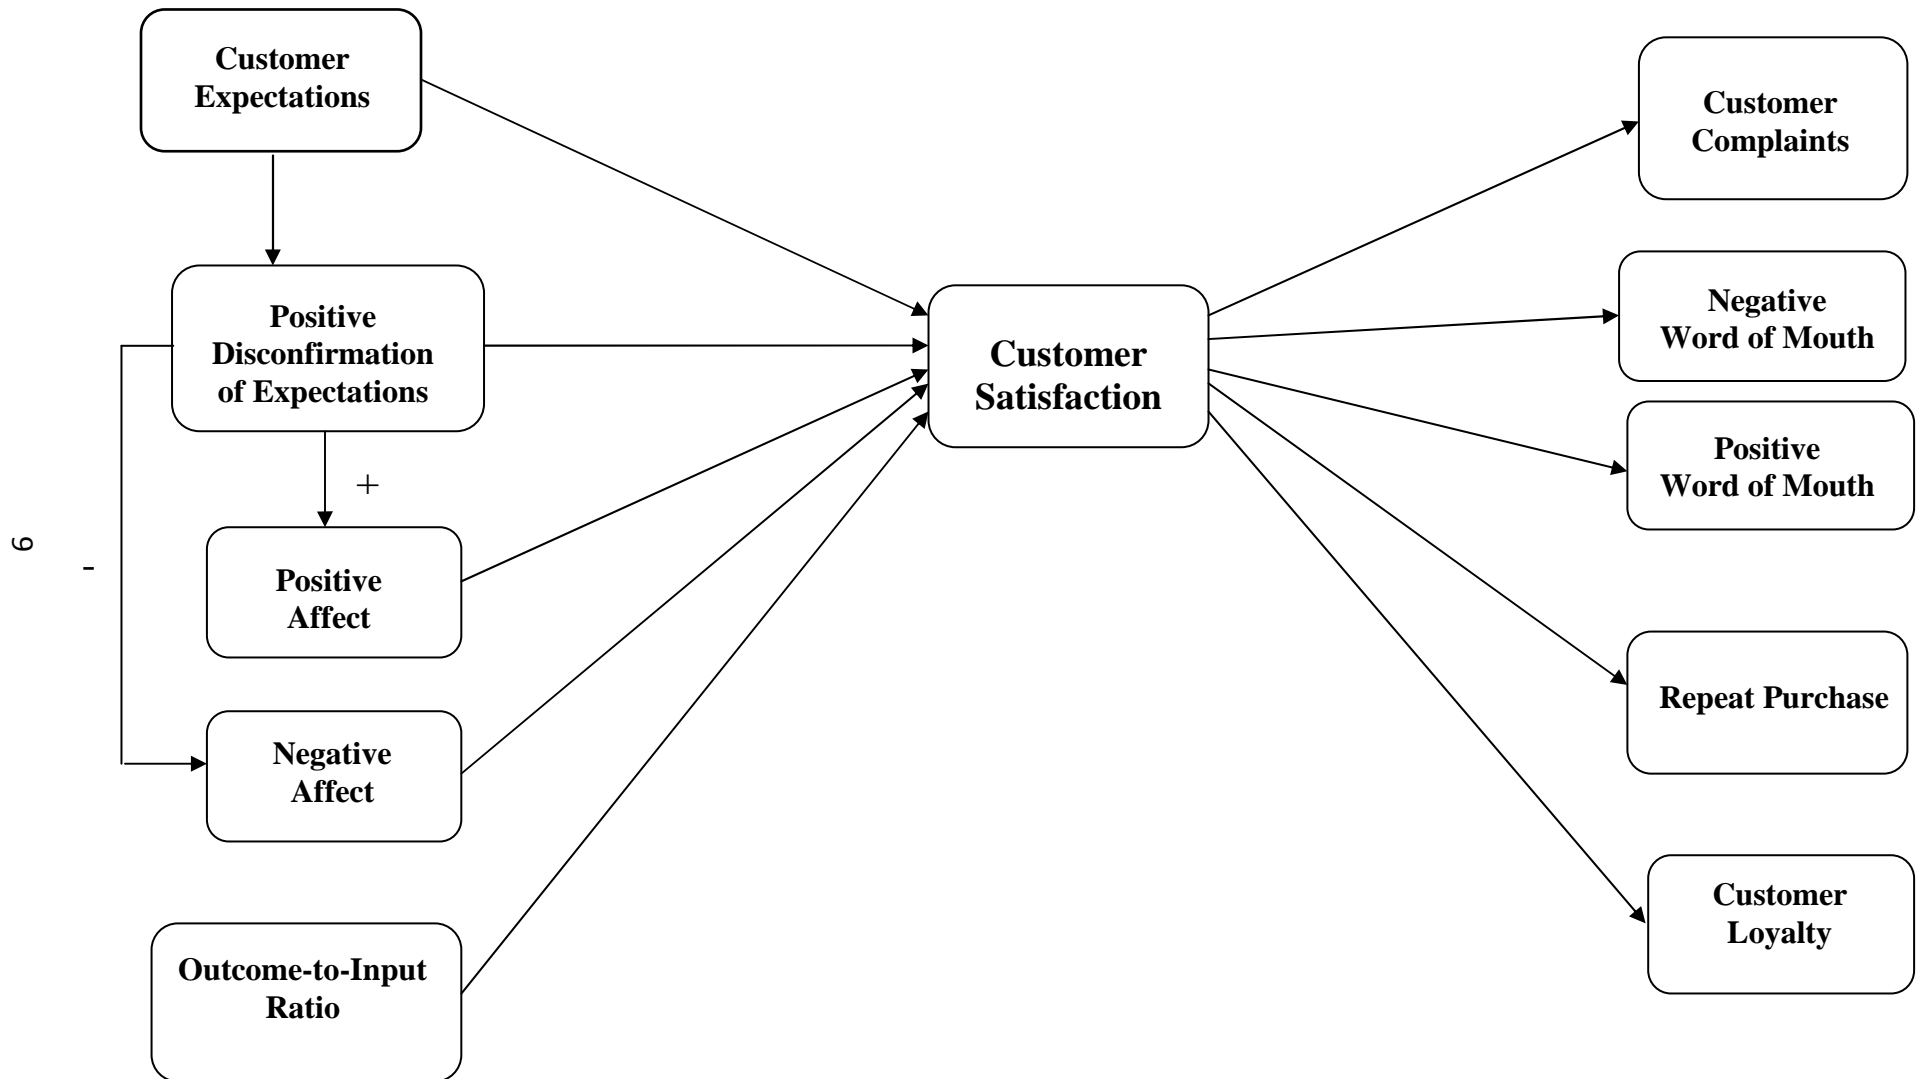 Customer
Expectations
Positive
Disconfirmation
of Expectations
+
Positive
Affect
-
9
Negative
Affect
Outcome-to-Input
Ratio
Customer
Satisfaction
Customer
Complaints
Negative
Word of Mouth
Positive
Word of Mouth
Repeat Purchase
Customer
Loyalty